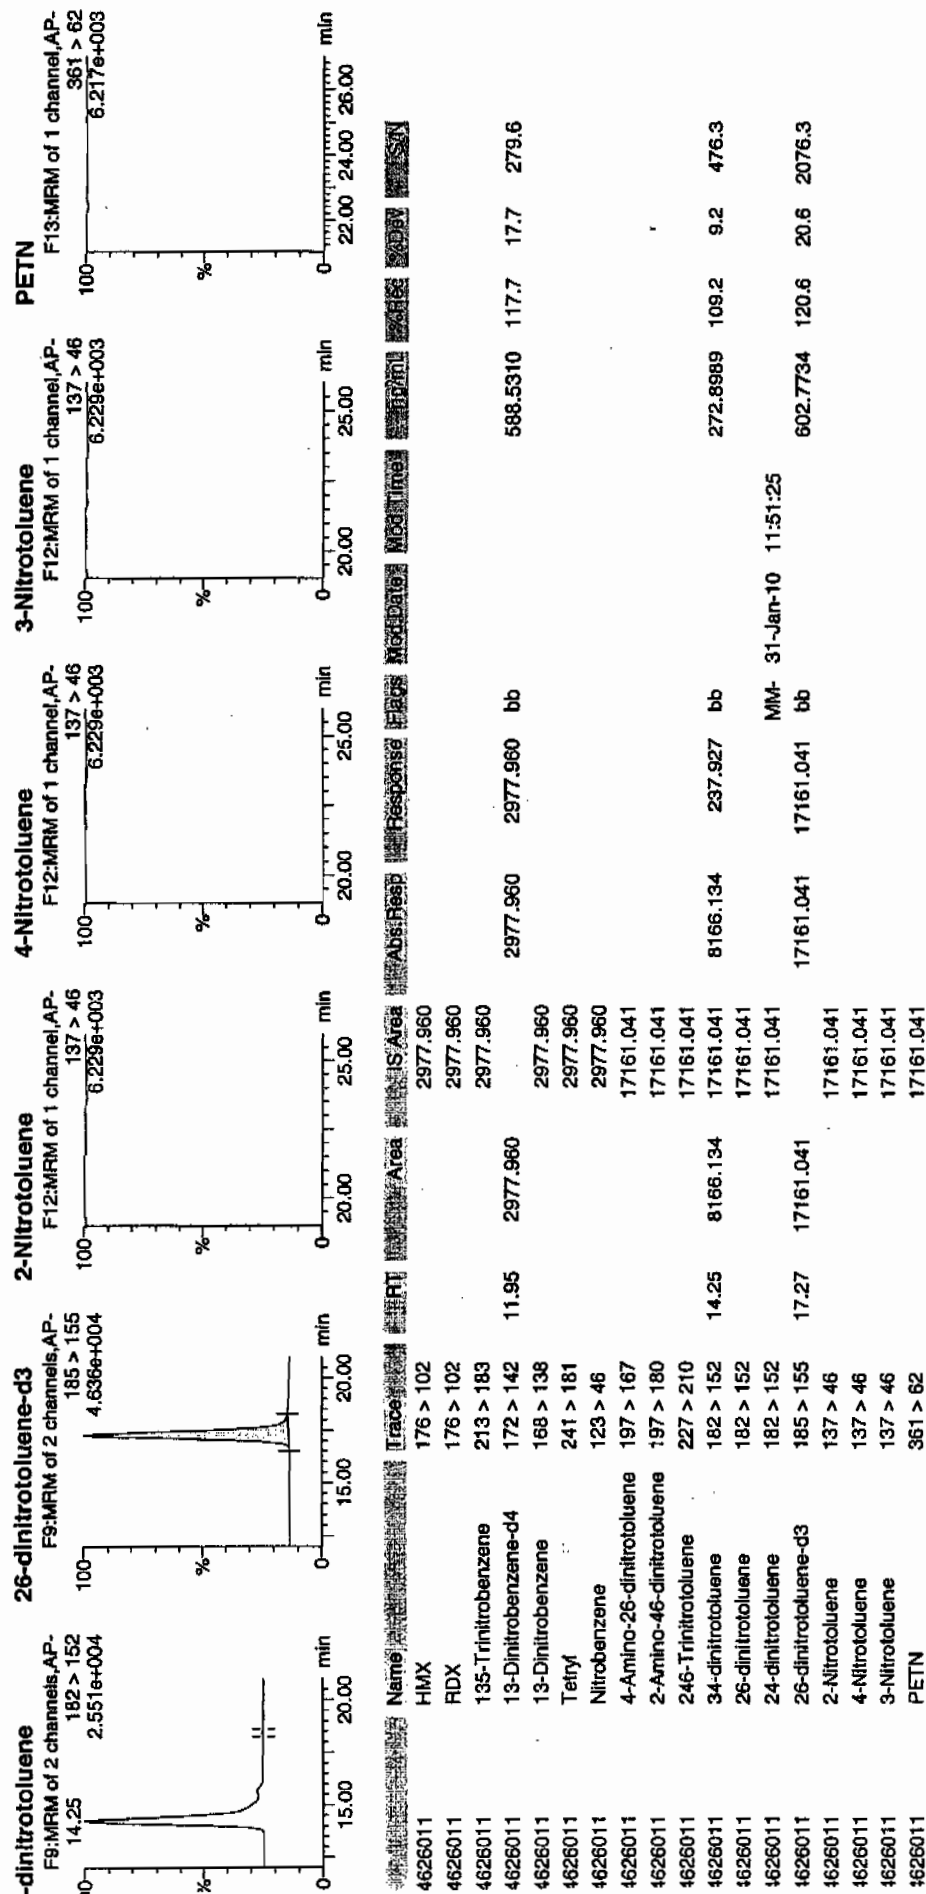 -dinitrotoluene
F9:MRM of 2 channels,AP-
14.25 182 > 152
2.551e+004
%
0
15.00 20.00
26-dinitrotoluene-d3
F9:MRM of 2 channels,AP-
185 > 155
4.636e+004
100
%
0
15.00 20.00 min
2-Nitrotoluene
F12:MRM of 1 channel,AP-
137 > 46
6.229e+003
100
%
0
20.00 25.00 min
4-Nitrotoluene
F12:MRM of 1 channel,AP-
137 > 46
6.229e+003
100
%
0
20.00 25.00 min
3-Nitrotoluene
F12:MRM of 1 channel,AP-
137 > 46
6.229e+003
100
%
0
20.00 25.00 min
PETN
F13:MRM of 1 channel,AP-
361 > 62
6.217e+003
100
%
0
22.00 24.00 26.00 min
Name Trace RT Area IS Area Abs.Resp Response Flags Mod.Date Mod.Time ng/mL %Rec %Dev S/N
4626011 HMX 176 > 102 2977.960
4626011 RDX 176 > 102 2977.960
4626011 135-Trinitrobenzene 213 > 183 2977.960
4626011 13-Dinitrobenzene-d4 172 > 142 11.95 2977.960 2977.960 2977.960 bb 588.5310 117.7 17.7 279.6
4626011 13-Dinitrobenzene 168 > 138 2977.960
4626011 Tetryl 241 > 181 2977.960
4626011 Nitrobenzene 123 > 46 2977.960
4626011 4-Amino-26-dinitrotoluene 197 > 167 17161.041
4626011 2-Amino-46-dinitrotoluene 197 > 180 17161.041
4626011 246-Trinitrotoluene 227 > 210 17161.041
4626011 34-dinitrotoluene 182 > 152 14.25 8166.134 17161.041 8166.134 237.927 bb 272.8989 109.2 9.2 476.3
4626011 26-dinitrotoluene 182 > 152 17161.041
4626011 24-dinitrotoluene 182 > 152 17161.041 MM- 31-Jan-10 11:51:25
4626011 26-dinitrotoluene-d3 185 > 155 17.27 17161.041 17161.041 17161.041 bb 602.7734 120.6 20.6 2076.3
4626011 2-Nitrotoluene 137 > 46 17161.041
4626011 4-Nitrotoluene 137 > 46 17161.041
4626011 3-Nitrotoluene 137 > 46 17161.041
4626011 PETN 361 > 62 17161.041